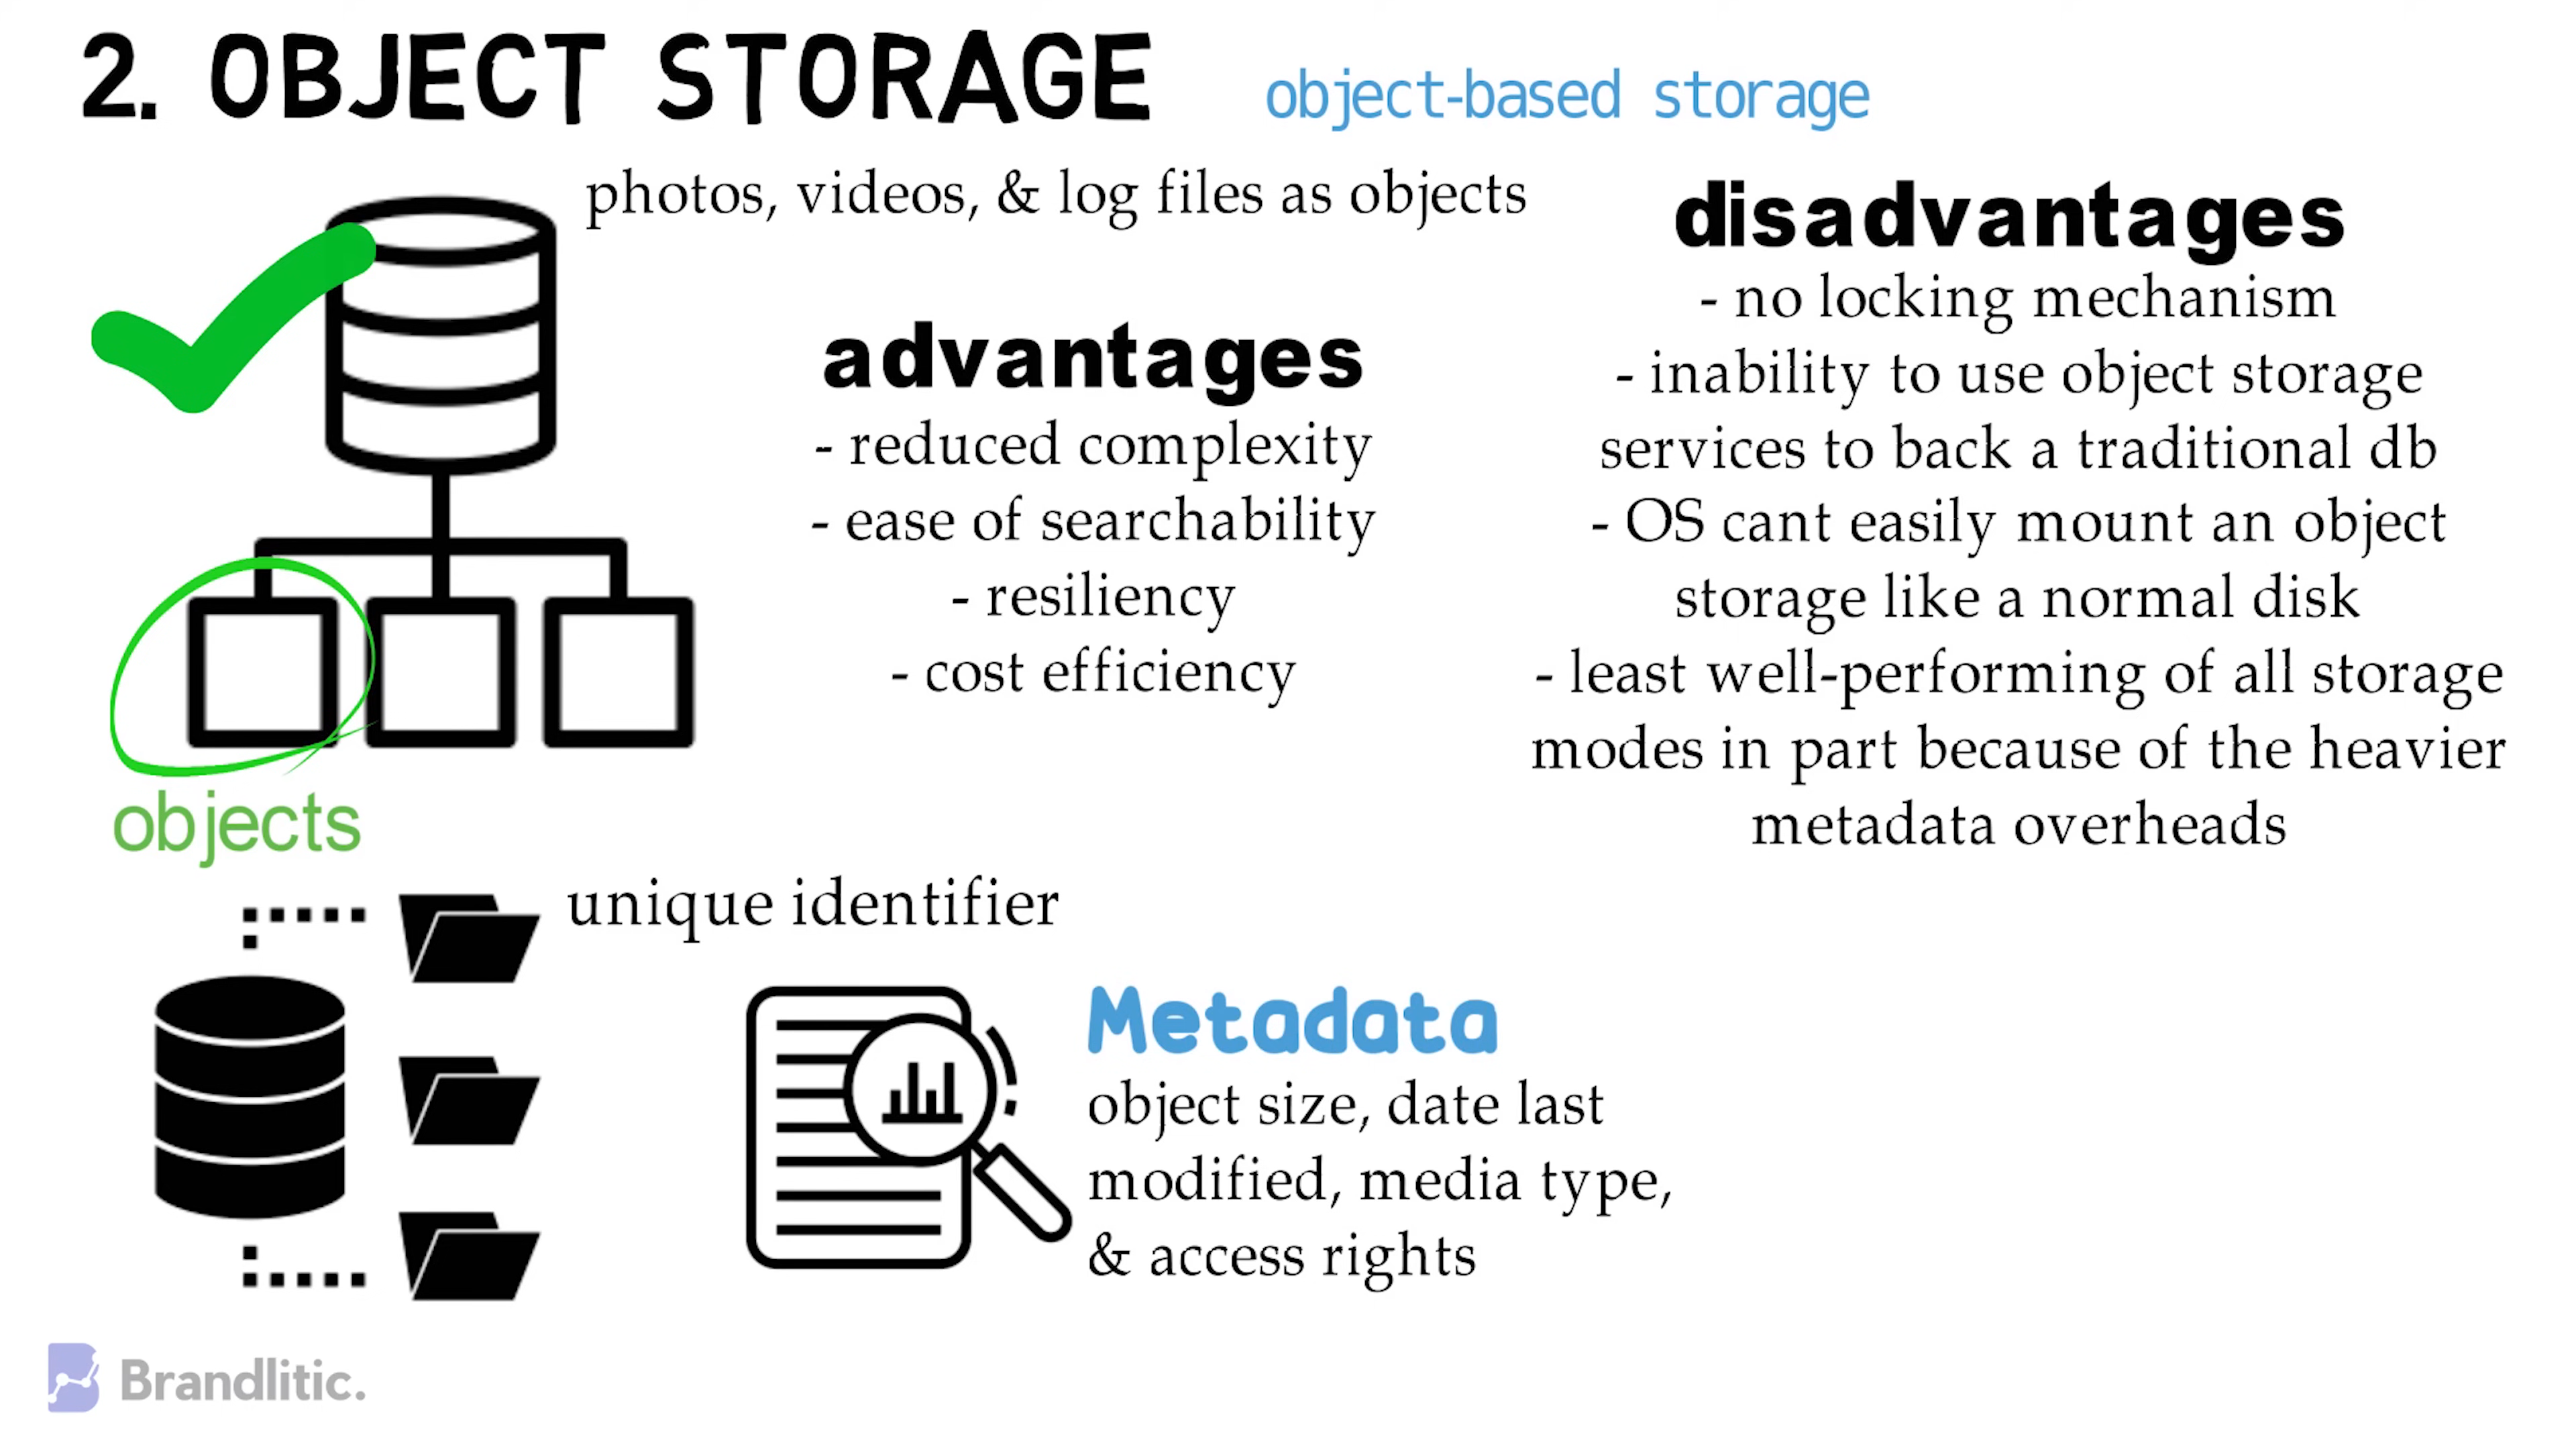 2. OBJECT STORAGE
object-based storage
photos, videos, & log files as objects
advantages
- reduced complexity
- ease of searchability
- resiliency
- cost efficiency
disadvantages
- no locking mechanism
- inability to use object storage
services to back a traditional db
- OS cant easily mount an object
storage like a normal disk
- least well-performing of all storage
modes in part because of the heavier
metadata overheads
objects
unique identifier
Metadata
object size, date last
modified, media type,
& access rights
Brandlitic.